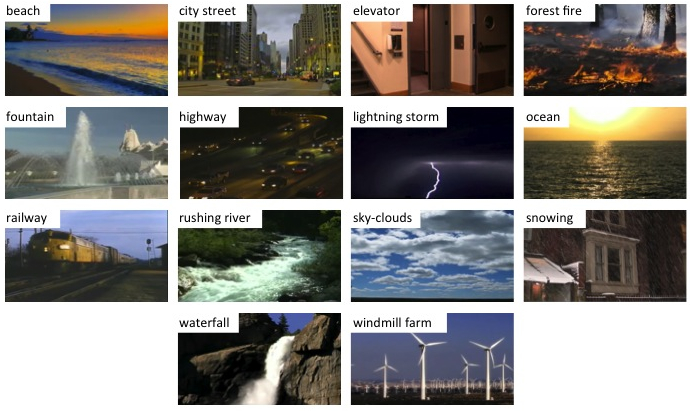 beach
city street
elevator
forest fire
fountain
highway
lightning storm
ocean
railway
rushing river
sky-clouds
snowing
waterfall
windmill farm